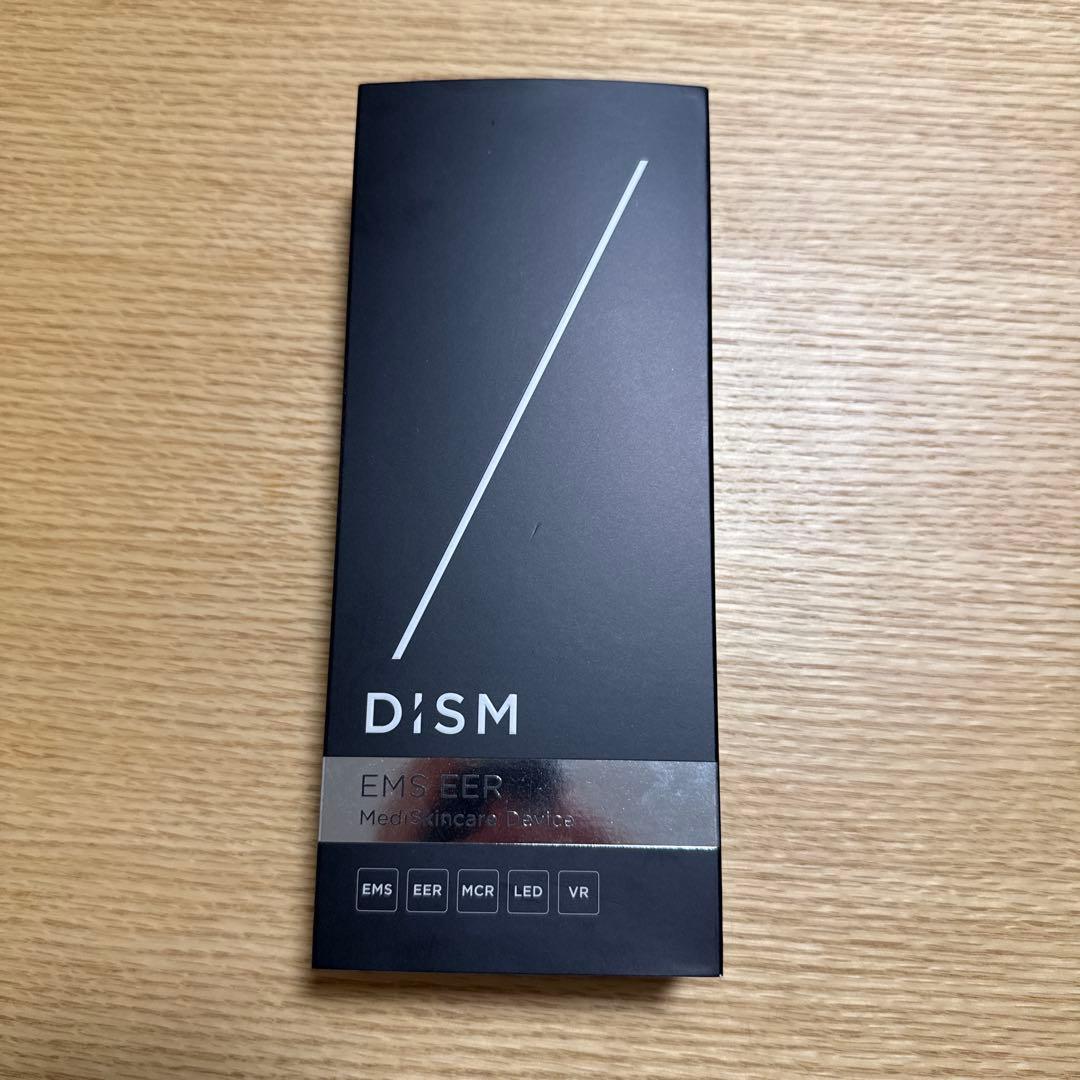 DISM
EMS EER
MediSkincare Device
EMS EER MCR LED VR